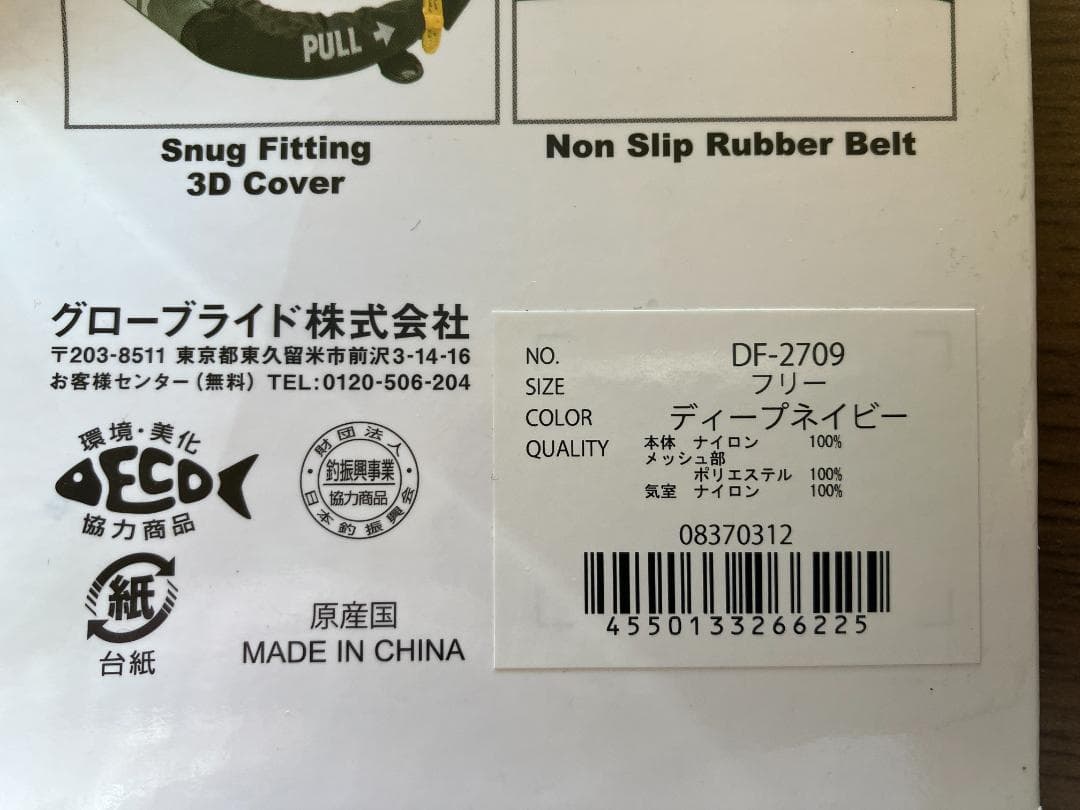 PULL
Snug Fitting
3D Cover
Non Slip Rubber Belt
グローブライド株式会社
〒203-8511 東京都東久留米市前沢3-14-16
お客様センター(無料) TEL:0120-506-204
環境・美化
ECO
協力商品
財団法人
釣振興事業
協力商品
日本釣振興会
紙
台紙
原産国
MADE IN CHINA
NO. DF-2709
SIZE フリー
COLOR ディープネイビー
QUALITY 本体 ナイロン 100%
メッシュ部
ポリエステル 100%
気室 ナイロン 100%
08370312
4550133266225